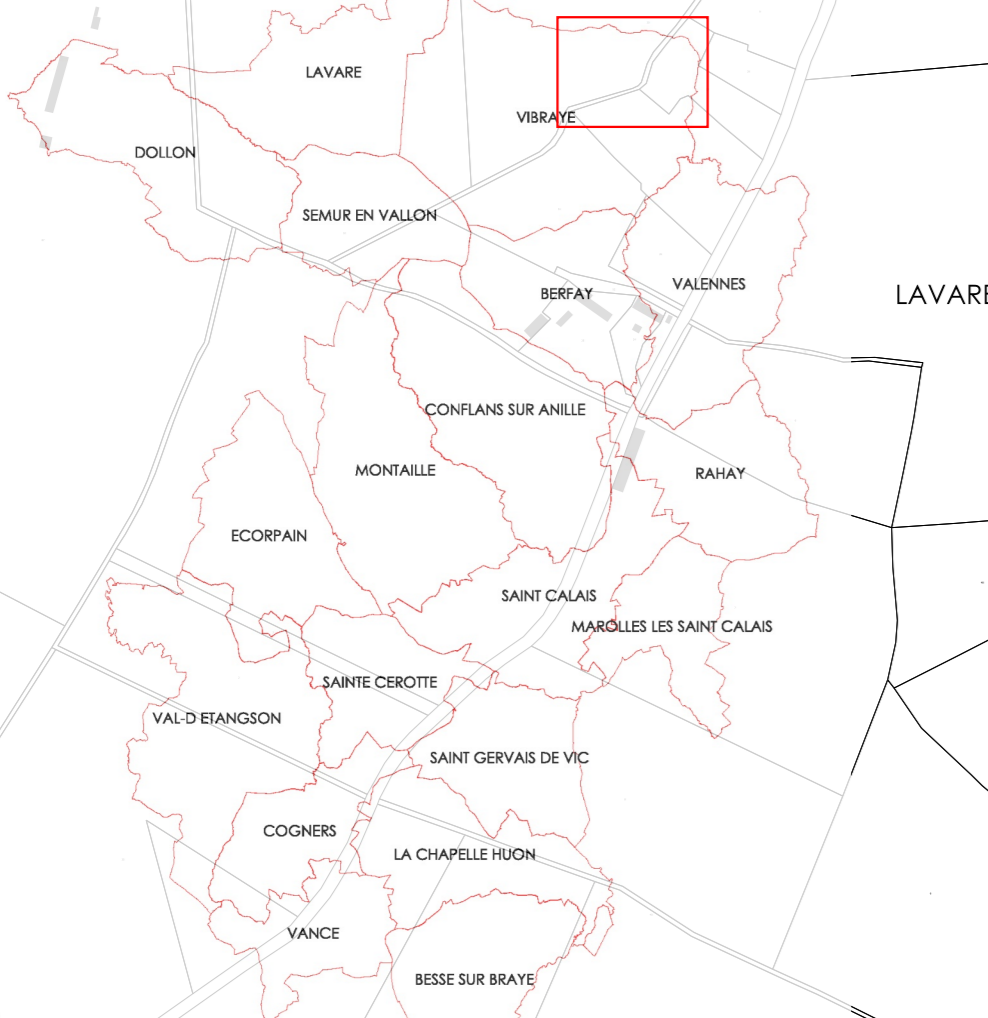 LAVARE
VIBRAYE
DOLLON
SEMUR EN VALLON
VALENNES
BERFAY
LAVARE
CONFLANS SUR ANILLE
MONTAILLE
RAHAY
ECORPAIN
SAINT CALAIS
MAROLLES LES SAINT CALAIS
SAINTE CEROTTE
VAL-D ETANGSON
SAINT GERVAIS DE VIC
COGNERS
LA CHAPELLE HUON
VANCE
BESSE SUR BRAYE